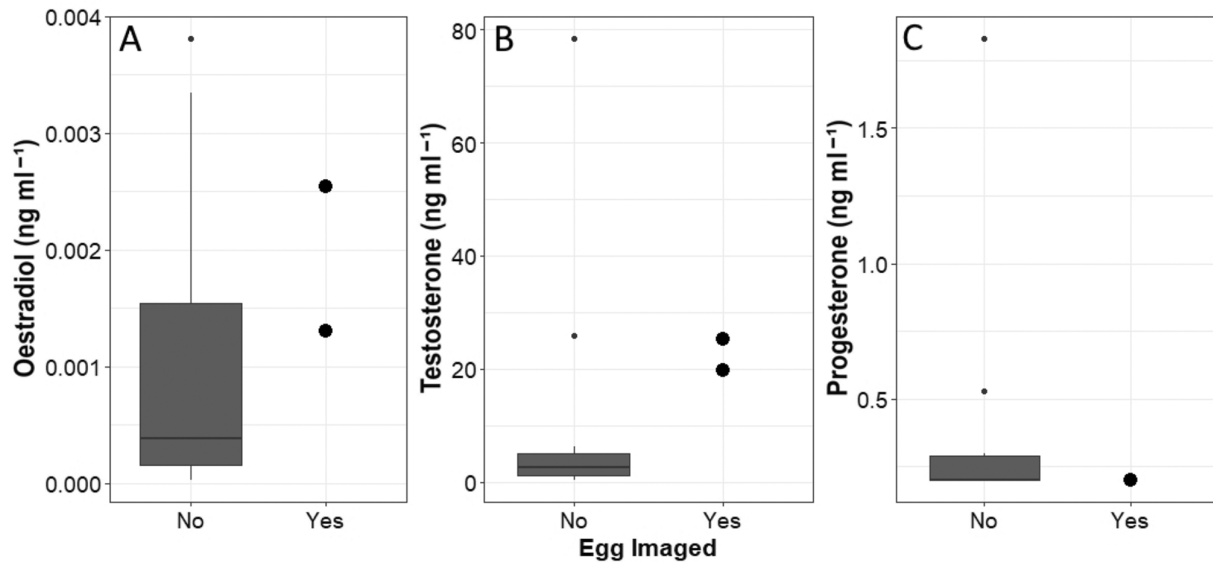 A
Oestradiol (ng ml⁻¹)
0.004
0.003
0.002
0.001
0.000
No Yes
B
Testosterone (ng ml⁻¹)
80
60
40
20
0
No Yes
C
Progesterone (ng ml⁻¹)
1.5
1.0
0.5
No Yes
Egg Imaged